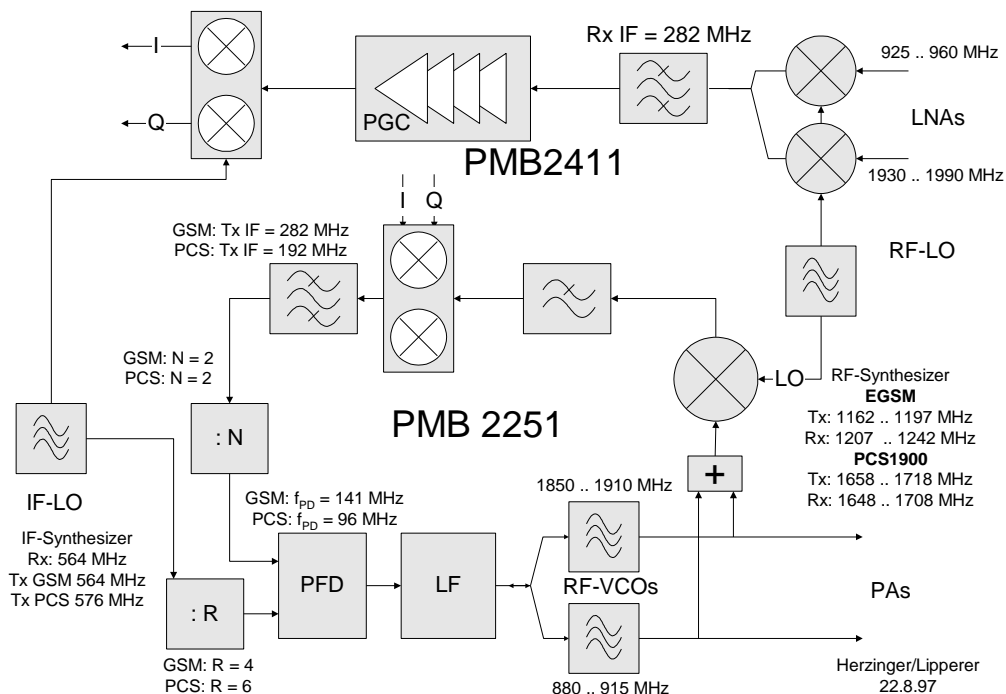 I
Q
PGC
Rx IF = 282 MHz
925 .. 960 MHz
LNAs
1930 .. 1990 MHz
PMB2411
I Q
GSM: Tx IF = 282 MHz
PCS: Tx IF = 192 MHz
RF-LO
GSM: N = 2
PCS: N = 2
: N
PMB 2251
LO
RF-Synthesizer
EGSM
Tx: 1162 .. 1197 MHz
Rx: 1207 .. 1242 MHz
PCS1900
Tx: 1658 .. 1718 MHz
Rx: 1648 .. 1708 MHz
+
IF-LO
IF-Synthesizer
Rx: 564 MHz
Tx GSM 564 MHz
Tx PCS 576 MHz
GSM: fPD = 141 MHz
PCS: fPD = 96 MHz
1850 .. 1910 MHz
PFD
LF
RF-VCOs
PAs
: R
GSM: R = 4
PCS: R = 6
880 .. 915 MHz
Herzinger/Lipperer
22.8.97